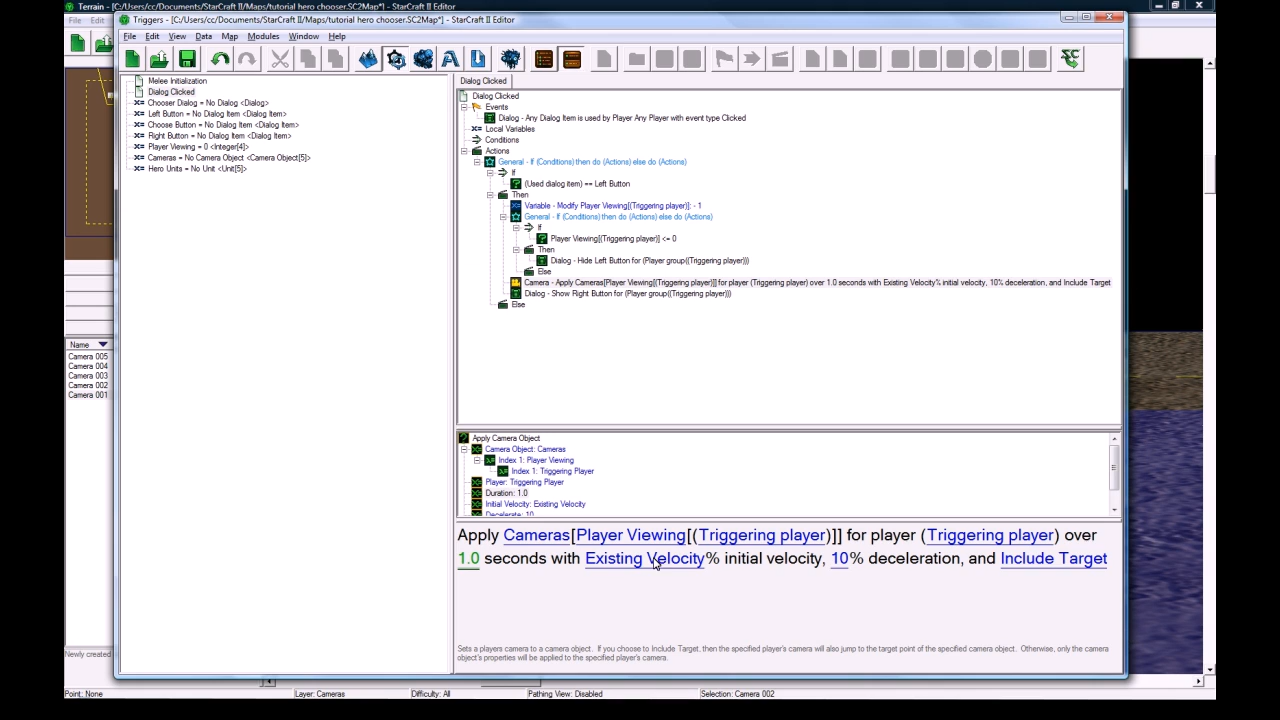 Terrain - [C:/Users/cc/Documents/StarCraft II/Maps/tutorial hero chooser.SC2Map*] - StarCraft II Editor
File Edit
Triggers - [C:/Users/cc/Documents/StarCraft II/Maps/tutorial hero chooser.SC2Map*] - StarCraft II Editor
File Edit View Data Map Modules Window Help
Melee Initialization
Dialog Clicked
Chooser Dialog = No Dialog <Dialog>
Left Button = No Dialog Item <Dialog Item>
Choose Button = No Dialog Item <Dialog Item>
Right Button = No Dialog Item <Dialog Item>
Player Viewing = 0 <Integer[4]>
Cameras = No Camera Object <Camera Object[5]>
Hero Units = No Unit <Unit[5]>
Dialog Clicked
Dialog Clicked
Events
Dialog - Any Dialog Item is used by Player Any Player with event type Clicked
Local Variables
Conditions
Actions
General - If (Conditions) then do (Actions) else do (Actions)
If
(Used dialog item) == Left Button
Then
Variable - Modify Player Viewing[(Triggering player)]: - 1
General - If (Conditions) then do (Actions) else do (Actions)
If
Player Viewing[(Triggering player)] <= 0
Then
Dialog - Hide Left Button for (Player group((Triggering player)))
Else
Camera - Apply Cameras[Player Viewing[(Triggering player)]] for player (Triggering player) over 1.0 seconds with Existing Velocity% initial velocity, 10% deceleration, and Include Target
Dialog - Show Right Button for (Player group((Triggering player)))
Else
Name
Camera 005
Camera 004
Camera 003
Camera 002
Camera 001
Apply Camera Object
Camera Object: Cameras
Index 1: Player Viewing
Index 1: Triggering Player
Player: Triggering Player
Duration: 1.0
Initial Velocity: Existing Velocity
Decelerate: 10
Apply Cameras[Player Viewing[(Triggering player)]] for player (Triggering player) over
1.0 seconds with Existing Velocity% initial velocity, 10% deceleration, and Include Target
Sets a players camera to a camera object. If you choose to Include Target, then the specified player's camera will also jump to the target point of the specified camera object. Otherwise, only the camera
object's properties will be applied to the specified player's camera.
Newly created
Point: None Layer: Cameras Difficulty: All Pathing View: Disabled Selection: Camera 002